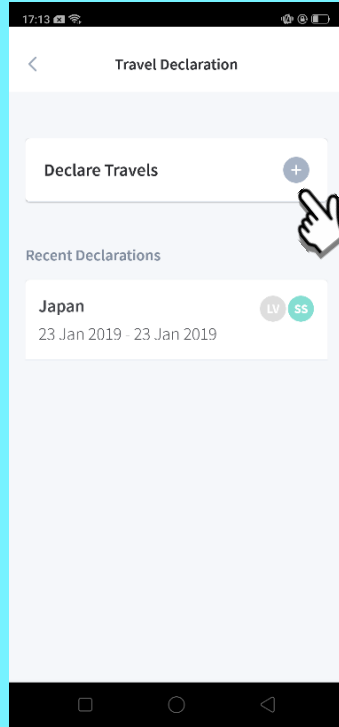 17:13
Travel Declaration
Declare Travels
Recent Declarations
Japan
LV SS
23 Jan 2019 - 23 Jan 2019